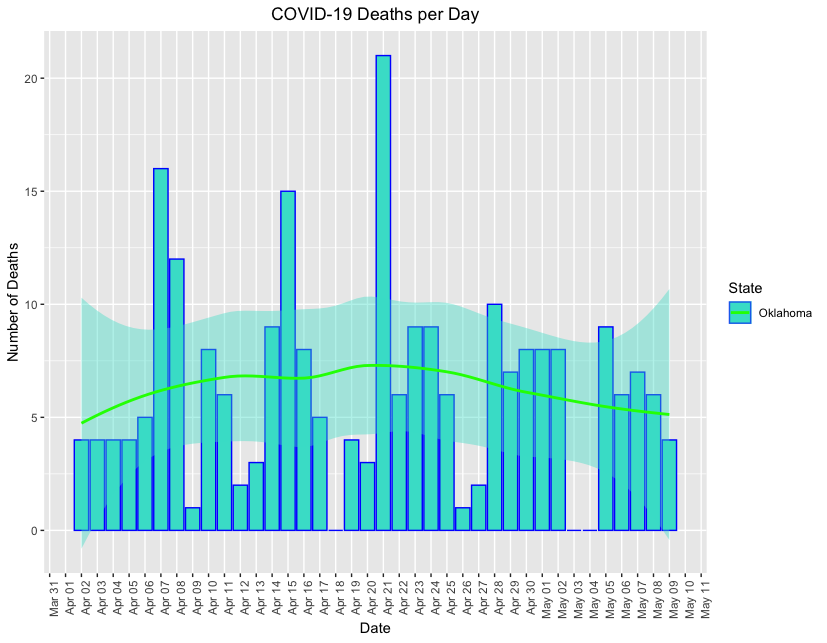 COVID-19 Deaths per Day
Number of Deaths
20
15
10
5
0
Mar 31
Apr 01
Apr 02
Apr 03
Apr 04
Apr 05
Apr 06
Apr 07
Apr 08
Apr 09
Apr 10
Apr 11
Apr 12
Apr 13
Apr 14
Apr 15
Apr 16
Apr 17
Apr 18
Apr 19
Apr 20
Apr 21
Apr 22
Apr 23
Apr 24
Apr 25
Apr 26
Apr 27
Apr 28
Apr 29
Apr 30
May 01
May 02
May 03
May 04
May 05
May 06
May 07
May 08
May 09
May 10
May 11
Date
State
Oklahoma